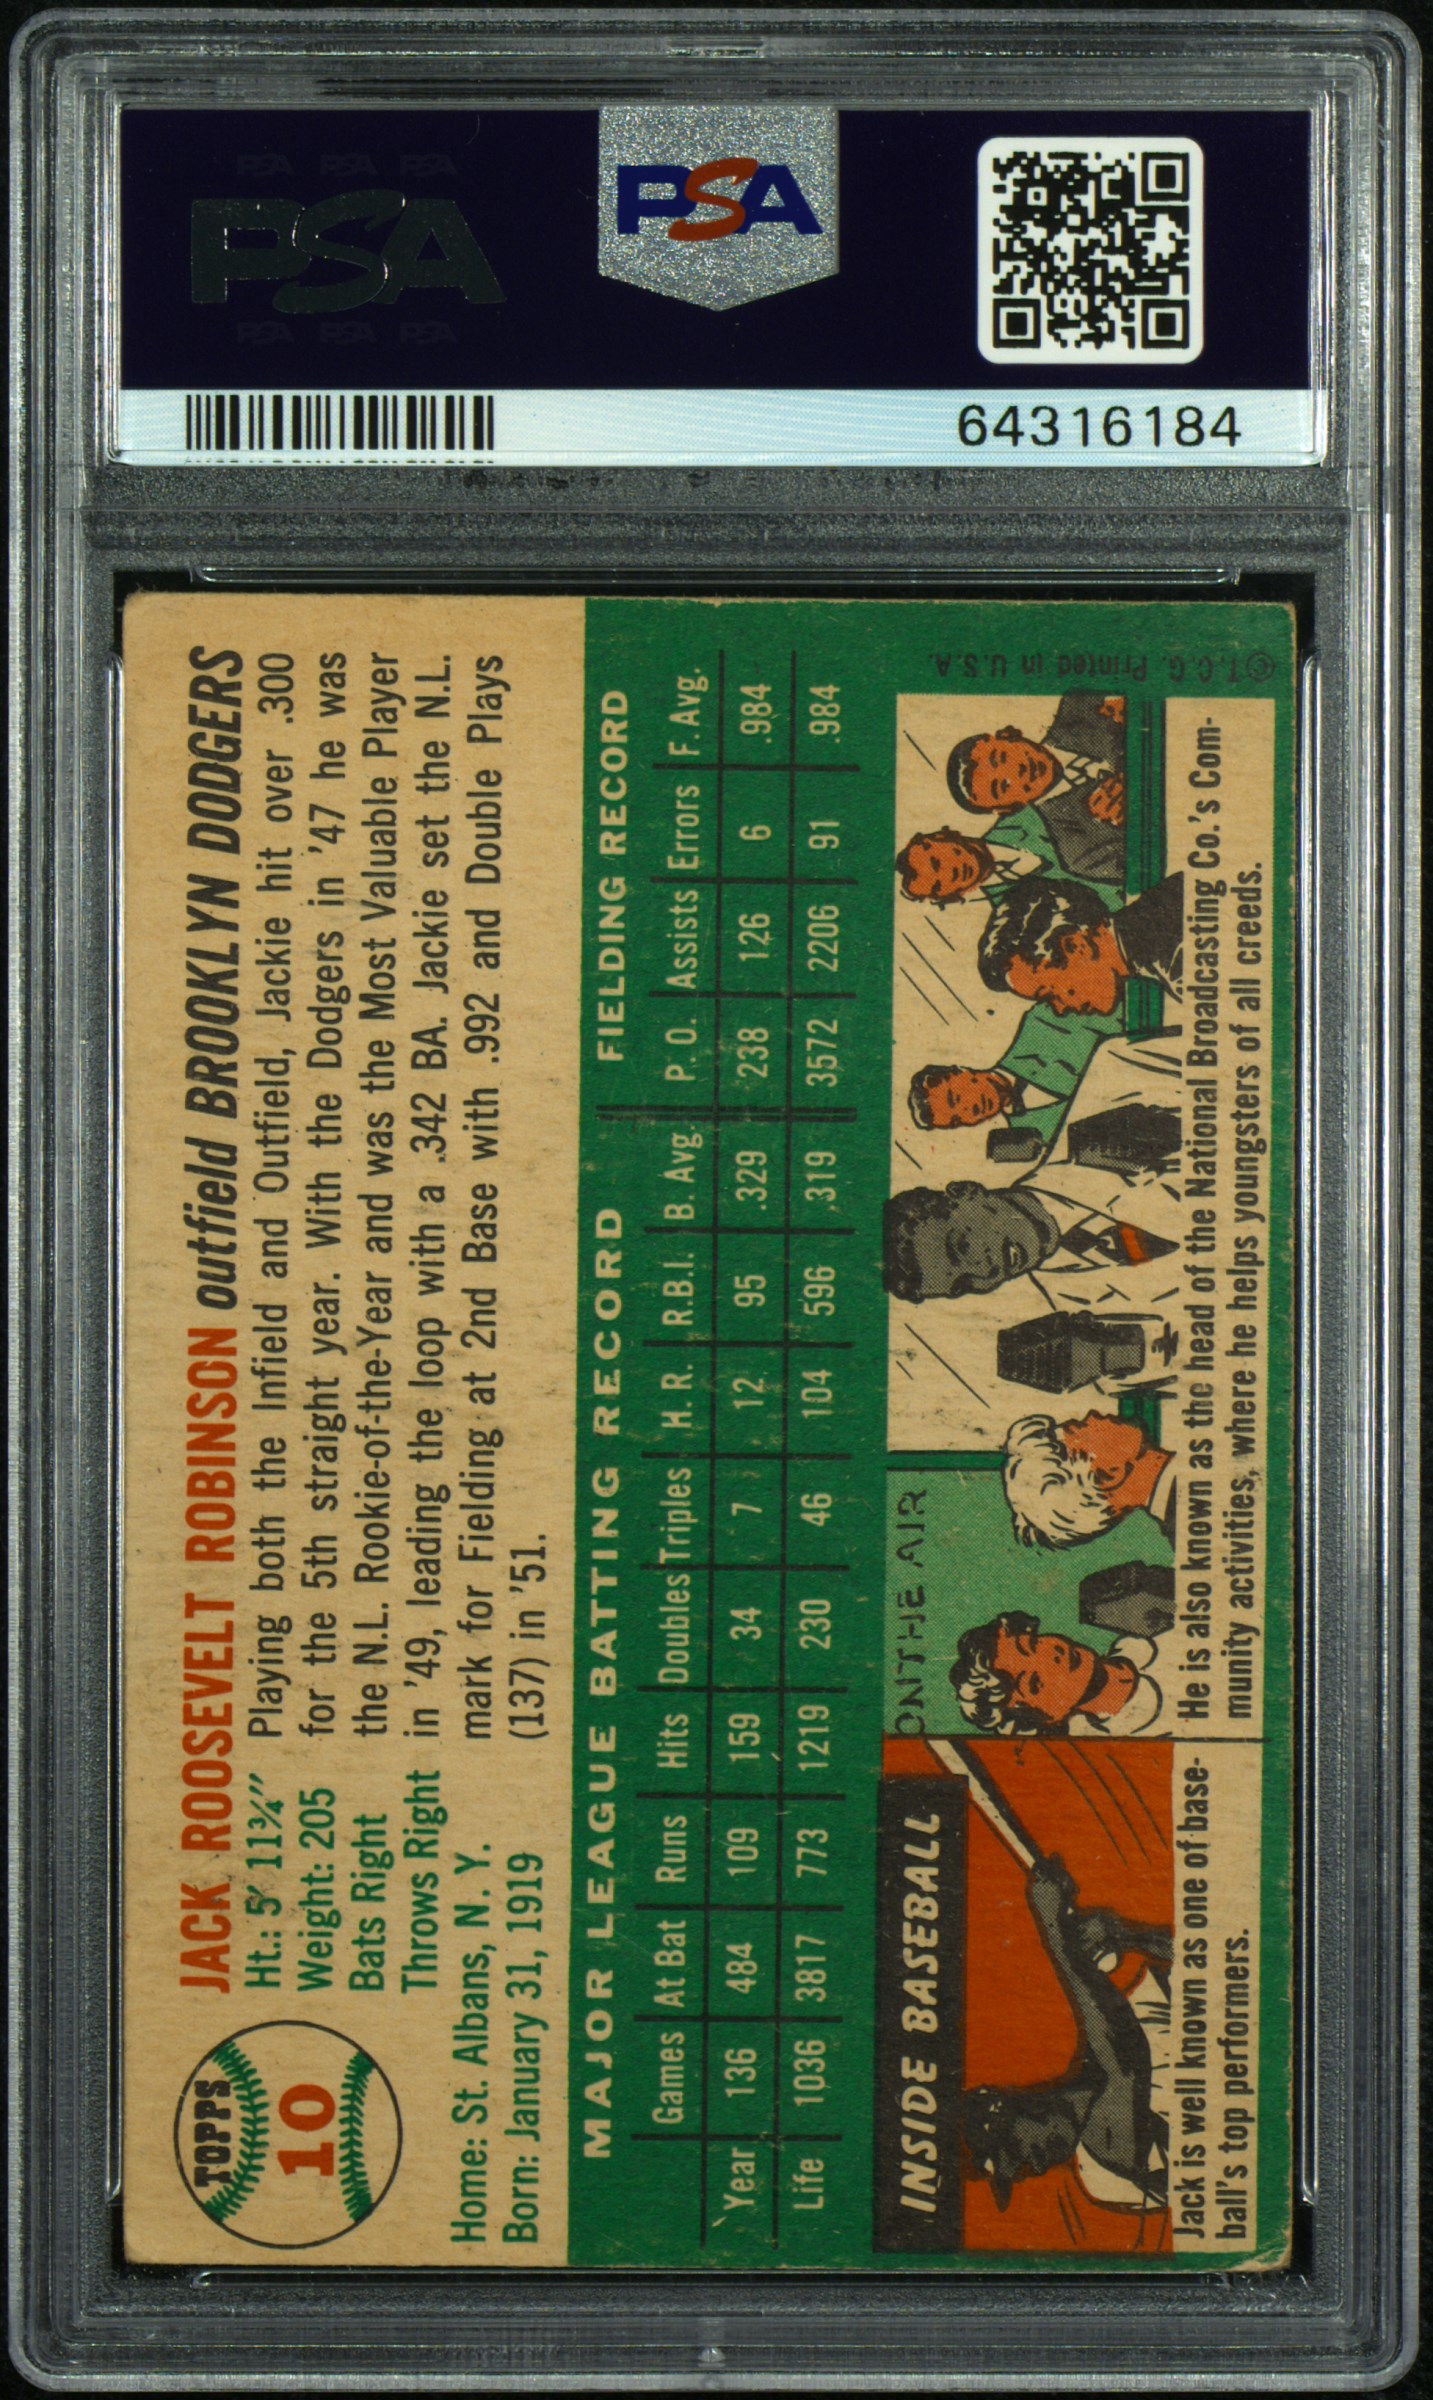 PSA PSA PSA
PSA
PSA PSA PSA
PSA
64316184
TOPPS
10
JACK ROOSEVELT ROBINSON outfield BROOKLYN DODGERS
Ht.: 5' 11¾"
Weight: 205
Bats Right
Throws Right
Home: St. Albans, N. Y.
Born: January 31, 1919
Playing both the Infield and Outfield, Jackie hit over .300
for the 5th straight year. With the Dodgers in '47 he was
the N.L. Rookie-of-the-Year and was the Most Valuable Player
in '49, leading the loop with a .342 BA. Jackie set the N.L.
mark for Fielding at 2nd Base with .992 and Double Plays
(137) in '51.
MAJOR LEAGUE BATTING RECORD FIELDING RECORD
Games At Bat Runs Hits Doubles Triples H. R. R.B.I. B. Avg. P. O. Assists Errors F. Avg.
Year 136 484 109 159 34 7 12 95 .329 238 126 6 .984
Life 1036 3817 773 1219 230 46 104 596 .319 3572 2206 91 .984
INSIDE BASEBALL
ON THE AIR
Jack is well known as one of base-
ball's top performers.
He is also known as the head of the National Broadcasting Co.'s Com-
munity activities, where he helps youngsters of all creeds.
©T.C.G. Printed in U.S.A.